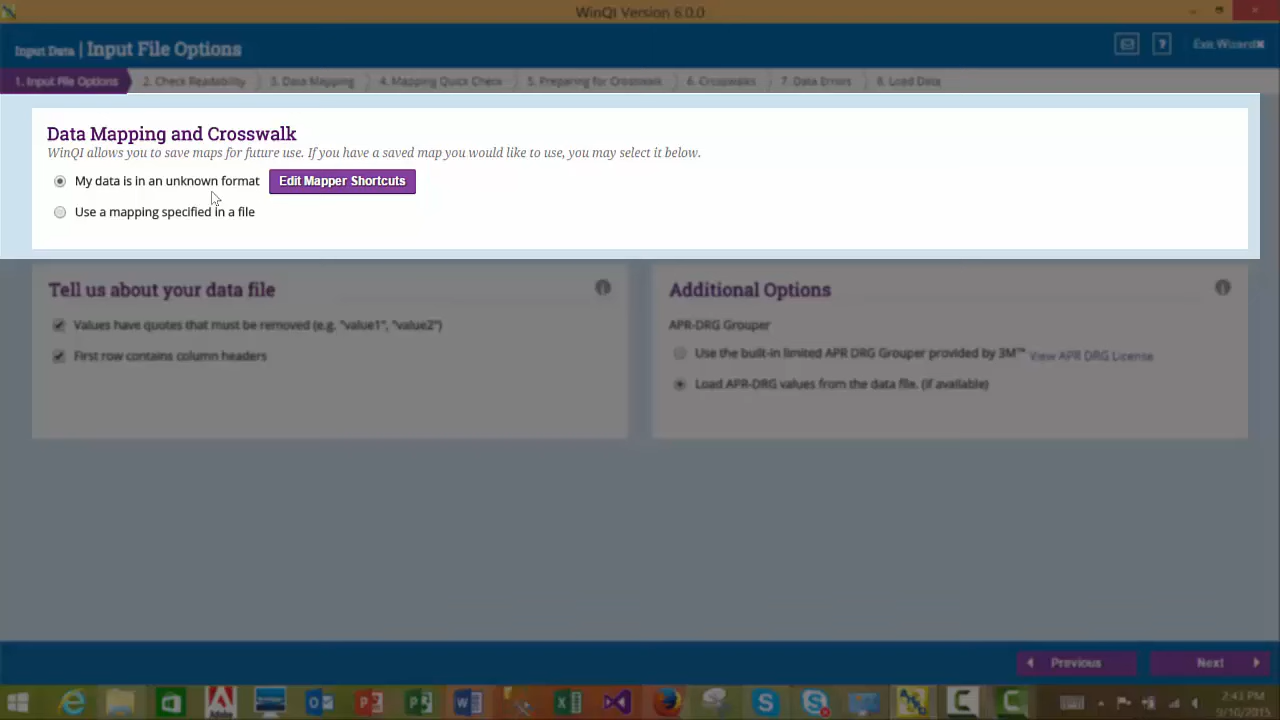 WinQI Version 6.0.0
Input Data | Input File Options
Exit Wizard✖
1. Input File Options
2. Check Readability
3. Data Mapping
4. Mapping Quick Check
5. Preparing for Crosswalk
6. Crosswalks
7. Data Errors
8. Load Data
Data Mapping and Crosswalk
WinQI allows you to save maps for future use. If you have a saved map you would like to use, you may select it below.
My data is in an unknown format
Edit Mapper Shortcuts
Use a mapping specified in a file
Tell us about your data file
Values have quotes that must be removed (e.g. "value1", "value2")
First row contains column headers
Additional Options
APR-DRG Grouper
Use the built-in limited APR DRG Grouper provided by 3M™ View APR DRG License
Load APR-DRG values from the data file. (if available)
Previous
Next
Adobe
2:43 PM
9/10/2015